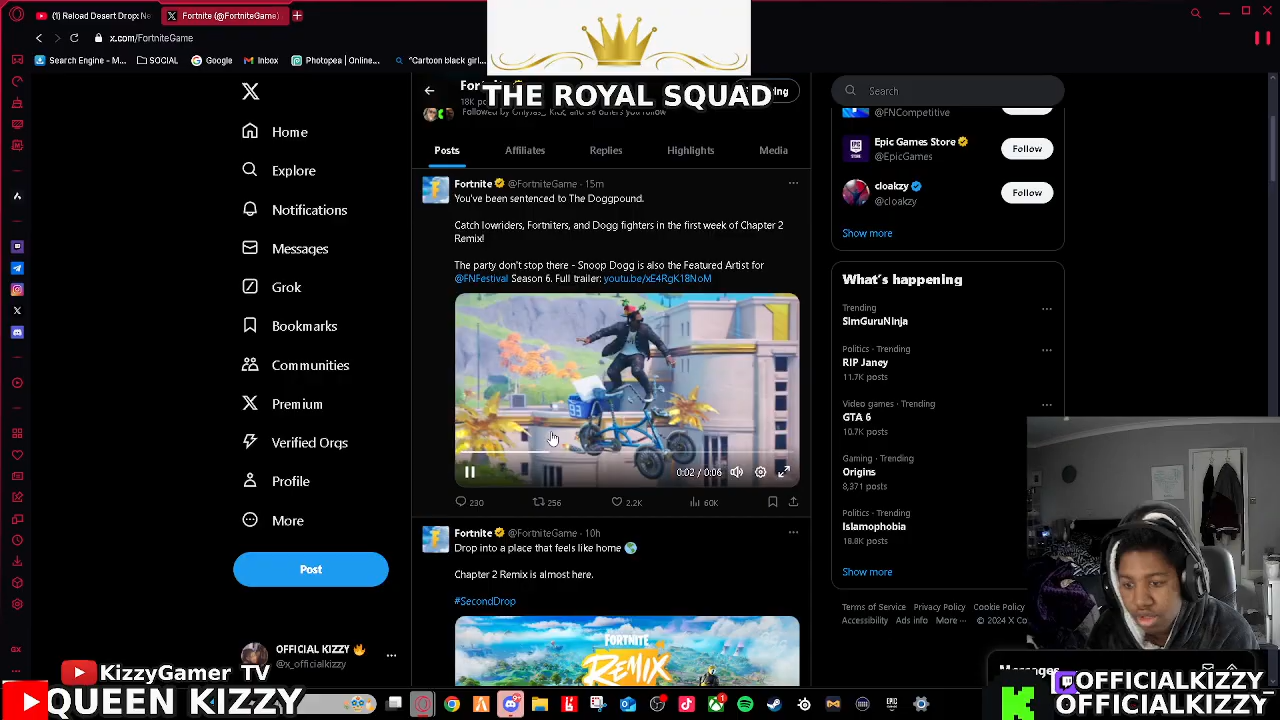 (1) Reload Desert Drop: Ne
Fortnite (@FortniteGame)
x.com/FortniteGame
Search Engine - M...
SOCIAL
Google
Inbox
Photopea | Online...
"Cartoon black girl...
THE ROYAL SQUAD
Home
Explore
Notifications
Messages
Grok
Bookmarks
Communities
Premium
Verified Orgs
Profile
More
Post
OFFICIAL KIZZY
@x_officialkizzy
Posts
Affiliates
Replies
Highlights
Media
Fortnite @FortniteGame · 15m
You've been sentenced to The Doggpound.
Catch lowriders, Fortniters, and Dogg fighters in the first week of Chapter 2
Remix!
The party don't stop there - Snoop Dogg is also the Featured Artist for
@FNFestival Season 6. Full trailer: youtu.be/xE4RgK18NoM
93
0:02 / 0:06
230
256
2.2K
60K
Fortnite @FortniteGame · 10h
Drop into a place that feels like home
Chapter 2 Remix is almost here.
#SecondDrop
FORTNITE
REMIX
Search
@FNCompetitive
Epic Games Store
@EpicGames
Follow
cloakzy
@cloakzy
Follow
Show more
What's happening
Trending
SimGuruNinja
Politics · Trending
RIP Janey
11.7K posts
Video games · Trending
GTA 6
10.7K posts
Gaming · Trending
Origins
8,371 posts
Politics · Trending
Islamophobia
18.8K posts
Show more
Terms of Service Privacy Policy Cookie Policy
Accessibility Ads info More ··· © 2024 X Co
Messages
KizzyGamer TV
QUEEN KIZZY
OFFICIALKIZZY
OFFICIALKIZZY